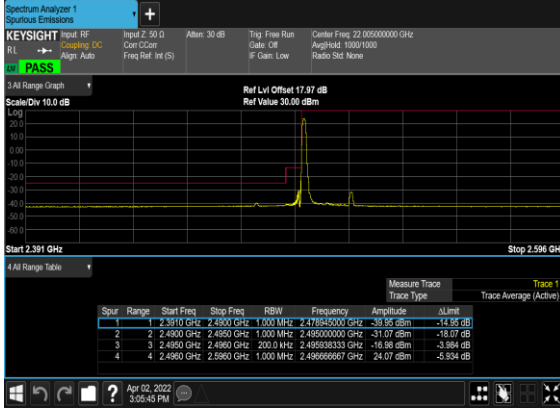 Spectrum Analyzer 1
Spurious Emissions
+
KEYSIGHT Input: RF Input Z: 50 Ω Atten: 30 dB Trig: Free Run Center Freq: 22.005000000 GHz
RL Coupling: DC Corr CCorr Gate: Off Avg|Hold: 1000/1000
Align: Auto Freq Ref: Int (S) IF Gain: Low Radio Std: None
PASS
3 All Range Graph
Ref Lvl Offset 17.97 dB
Scale/Div 10.0 dB Ref Value 30.00 dBm
Log
20.0
10.0
0.00
-10.0
-20.0
-30.0
-40.0
-50.0
-60.0
Start 2.391 GHz Stop 2.596 GH
4 All Range Table
Measure Trace Trace 1
Trace Type Trace Average (Active)
Spur Range Start Freq Stop Freq RBW Frequency Amplitude ΔLimit
1 1 2.3910 GHz 2.4900 GHz 1.000 MHz 2.478945000 GHz -39.95 dBm -14.95 dB
2 2 2.4900 GHz 2.4950 GHz 1.000 MHz 2.495000000 GHz -31.07 dBm -18.07 dB
3 3 2.4950 GHz 2.4960 GHz 200.0 kHz 2.495938333 GHz -16.98 dBm -3.984 dB
4 4 2.4960 GHz 2.5960 GHz 1.000 MHz 2.496666667 GHz 24.07 dBm -5.934 dB
? Apr 02, 2022
3:05:45 PM